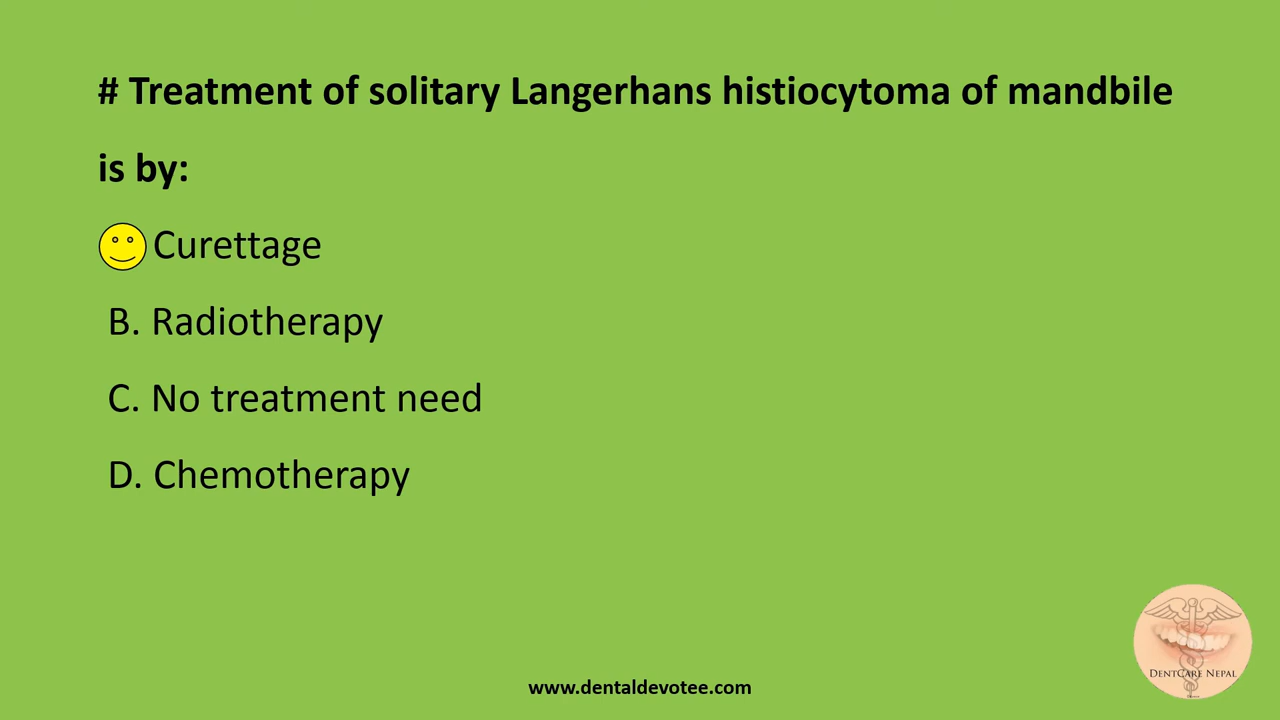 # Treatment of solitary Langerhans histiocytoma of mandbile
is by:
Curettage
B. Radiotherapy
C. No treatment need
D. Chemotherapy
DENTCARE NEPAL
www.dentaldevotee.com